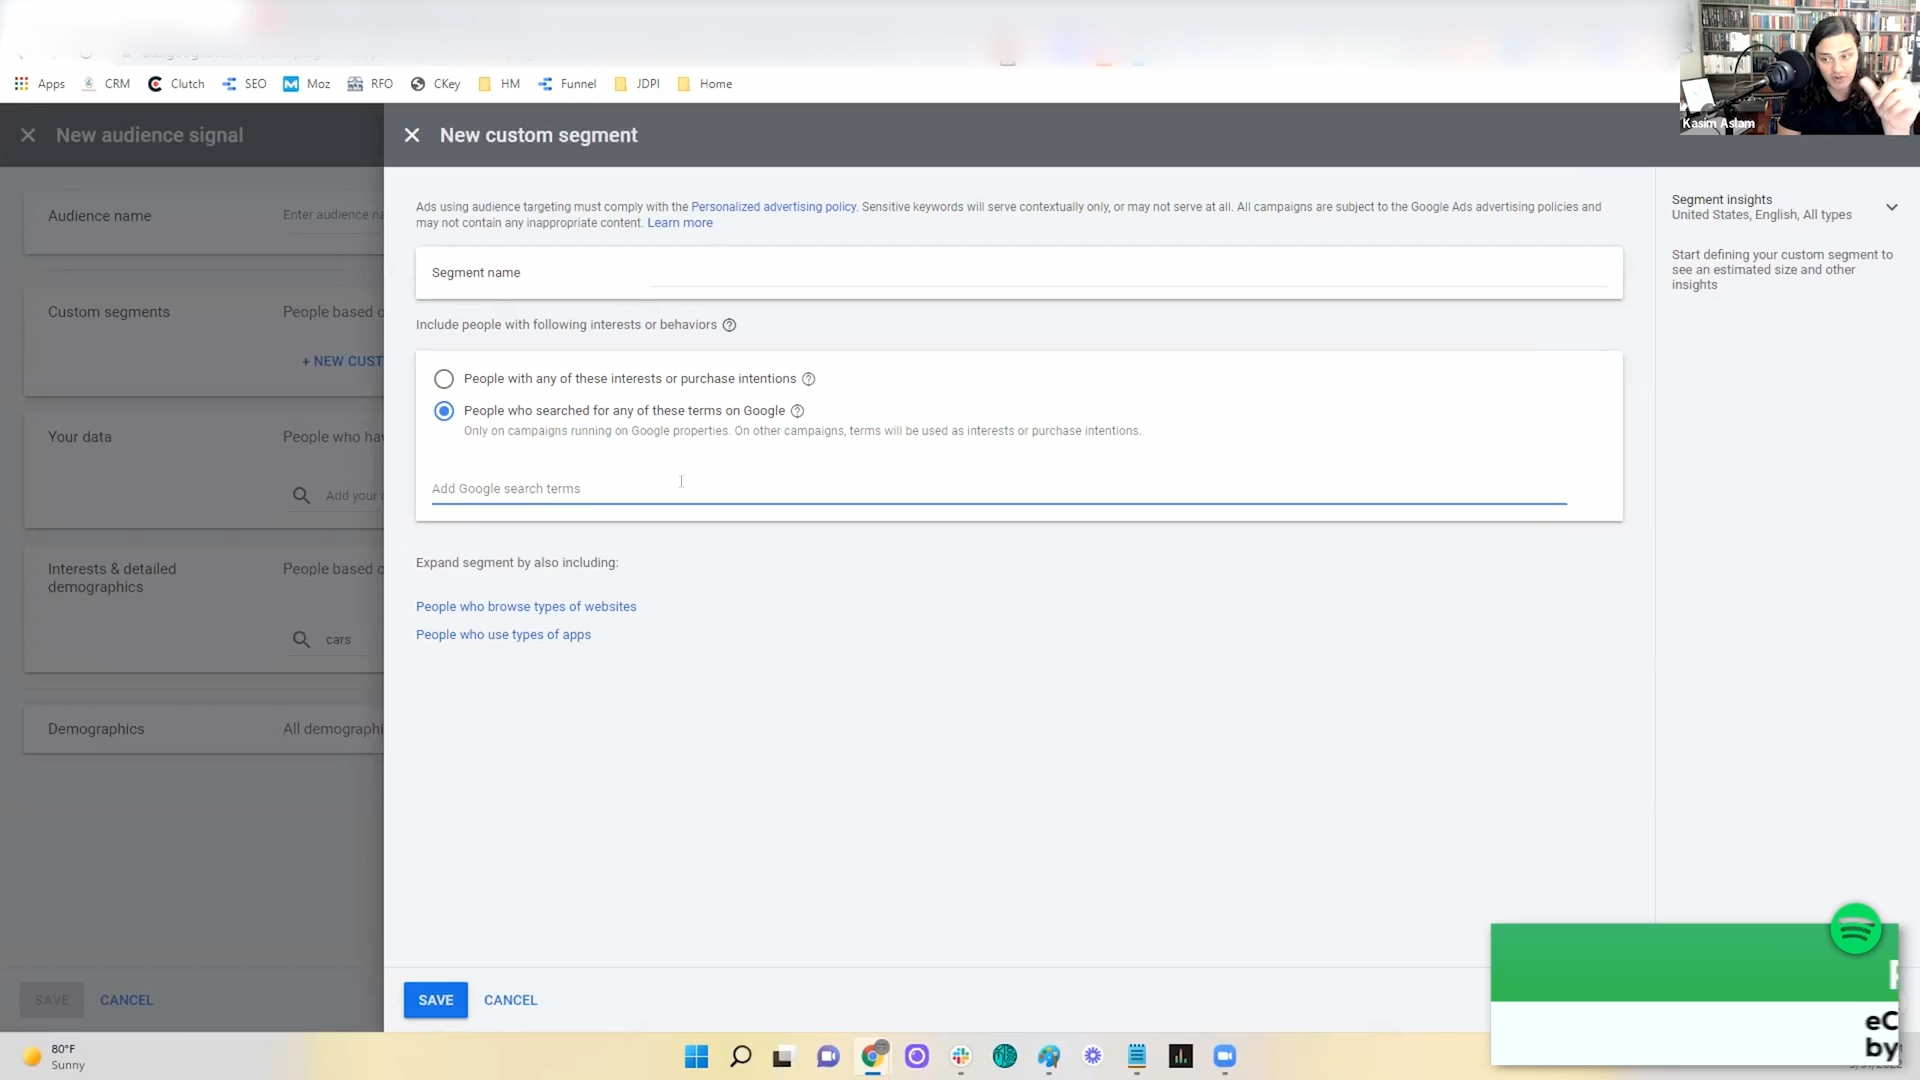 Apps CRM Clutch SEO Moz RFO CKey HM Funnel JDPI Home
Kasim Aslam
New audience signal
New custom segment
Audience name
Enter audience na
Custom segments
People based o
+ NEW CUST
Your data
People who hav
Add your
Interests & detailed
demographics
People based o
cars
Demographics
All demographi
SAVE CANCEL
Ads using audience targeting must comply with the Personalized advertising policy. Sensitive keywords will serve contextually only, or may not serve at all. All campaigns are subject to the Google Ads advertising policies and
may not contain any inappropriate content. Learn more
Segment name
Include people with following interests or behaviors
People with any of these interests or purchase intentions
People who searched for any of these terms on Google
Only on campaigns running on Google properties. On other campaigns, terms will be used as interests or purchase intentions.
Add Google search terms
Expand segment by also including:
People who browse types of websites
People who use types of apps
SAVE CANCEL
Segment insights
United States, English, All types
Start defining your custom segment to
see an estimated size and other
insights
eC
by
80°F
Sunny